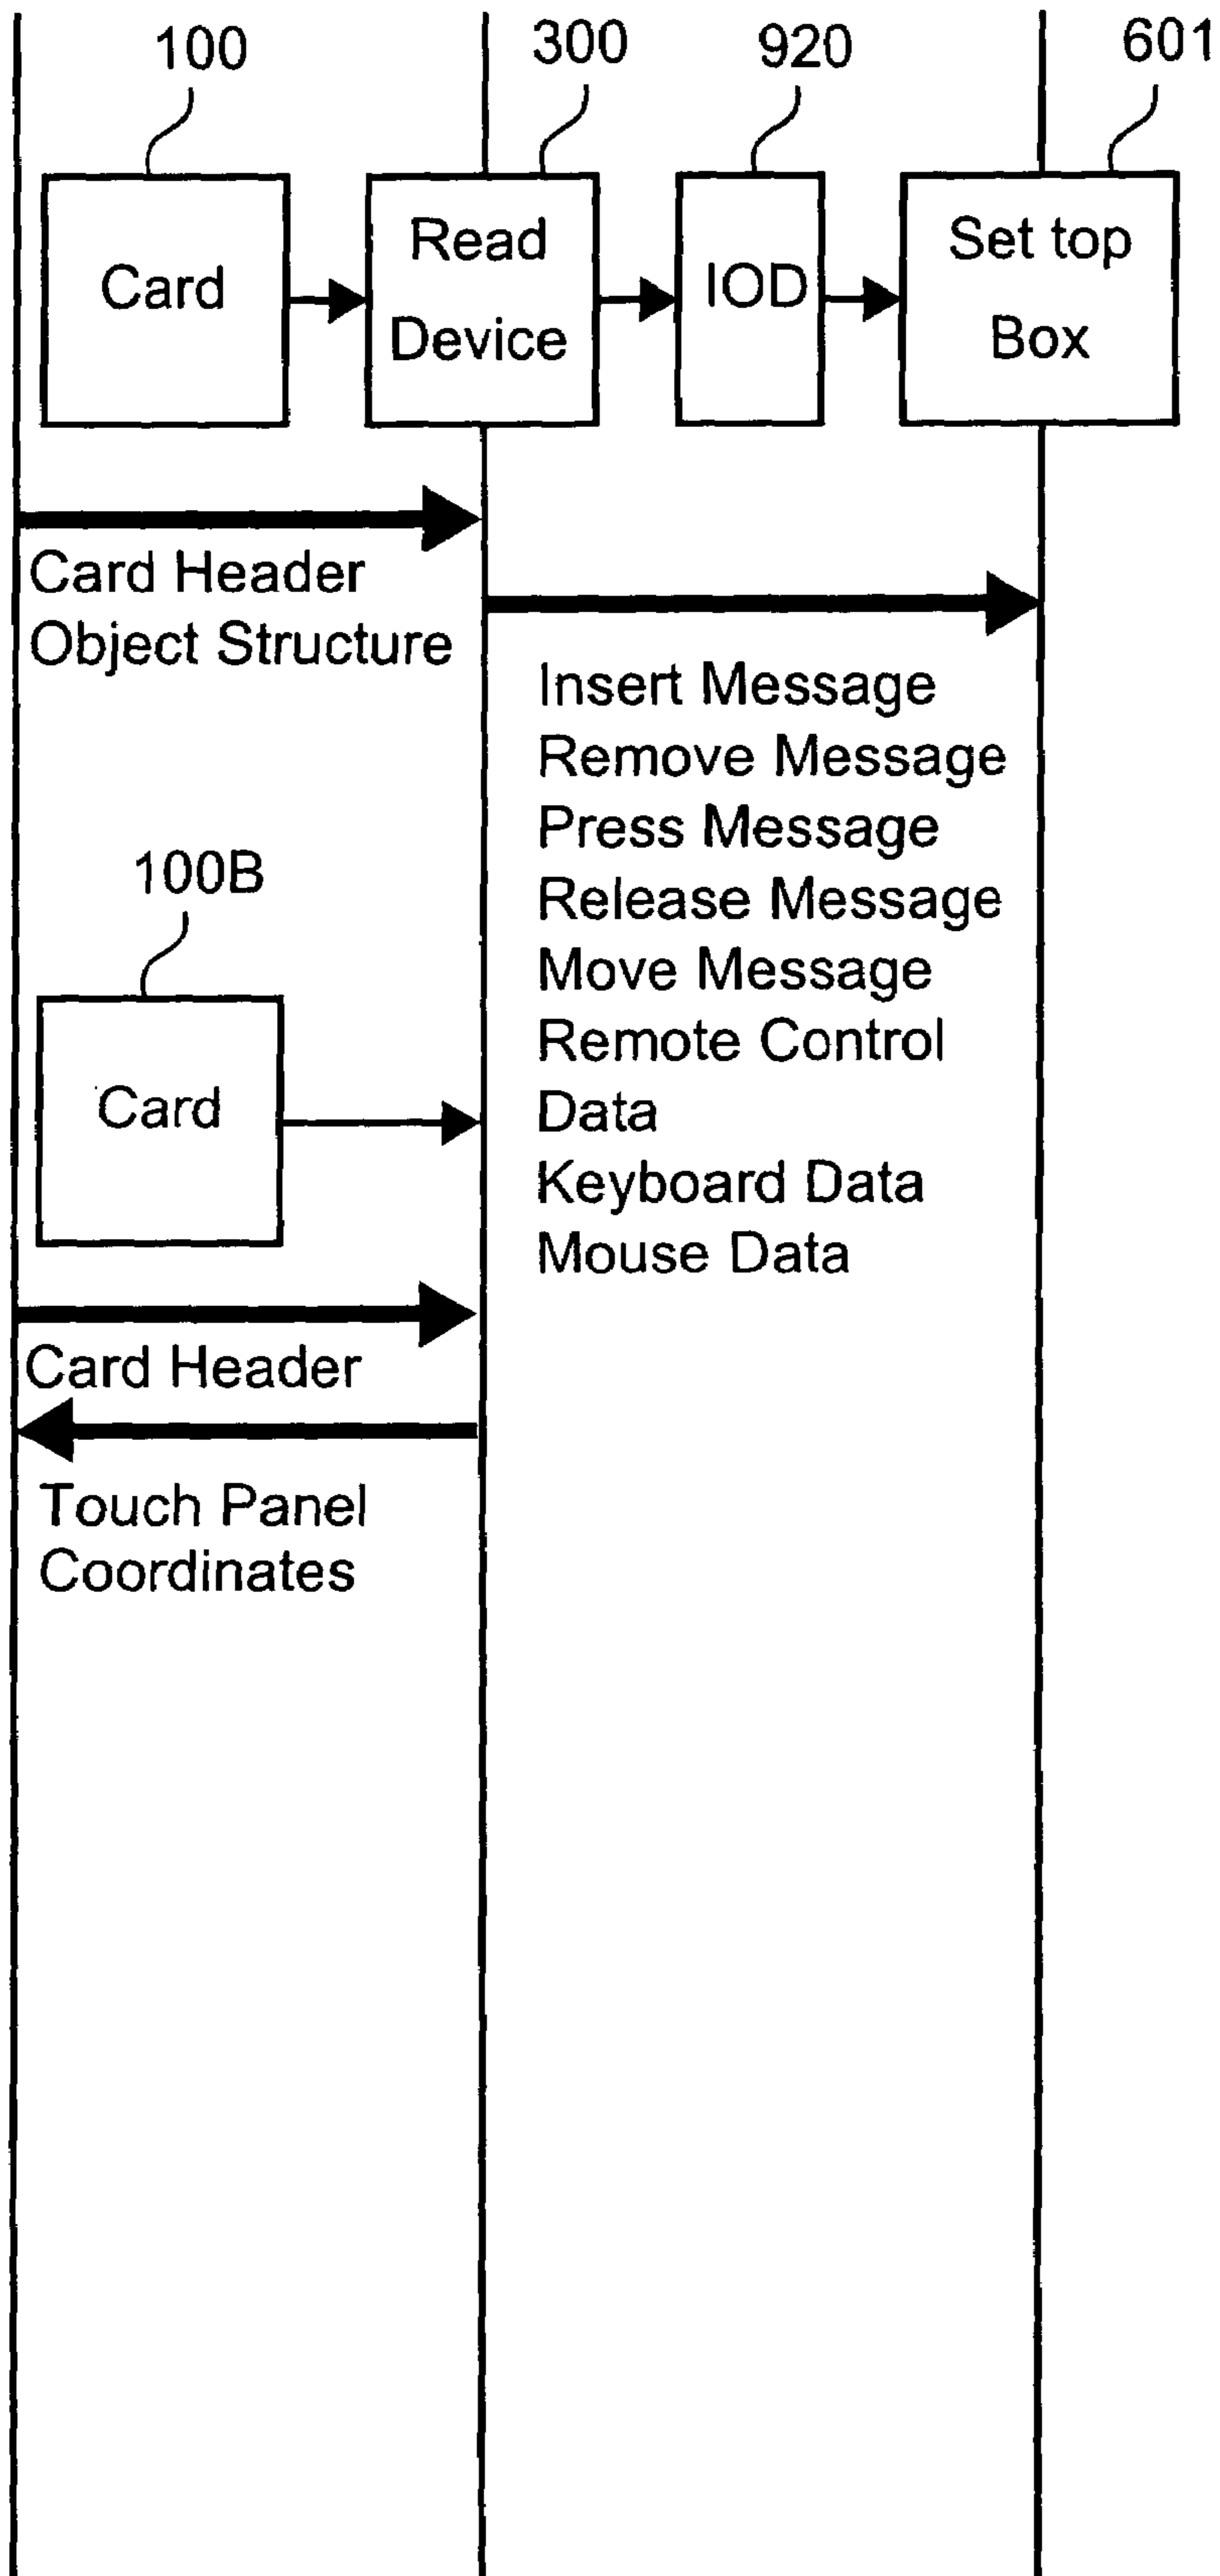 100
300
920
601
Card
Read
Device
IOD
Set top
Box
Card Header
Object Structure
Insert Message
Remove Message
Press Message
Release Message
Move Message
Remote Control
Data
Keyboard Data
Mouse Data
100B
Card
Card Header
Touch Panel
Coordinates